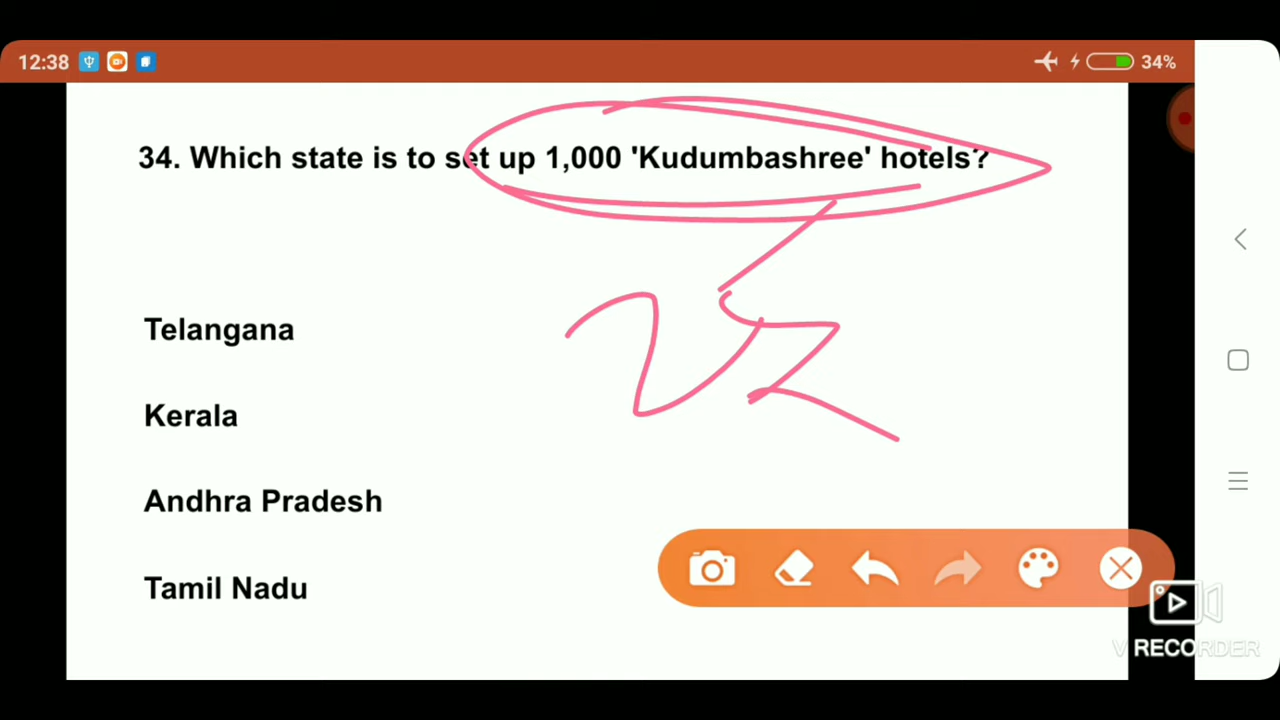 12:38
34%
34. Which state is to set up 1,000 'Kudumbashree' hotels?
25
Telangana
Kerala
Andhra Pradesh
Tamil Nadu
V RECORDER